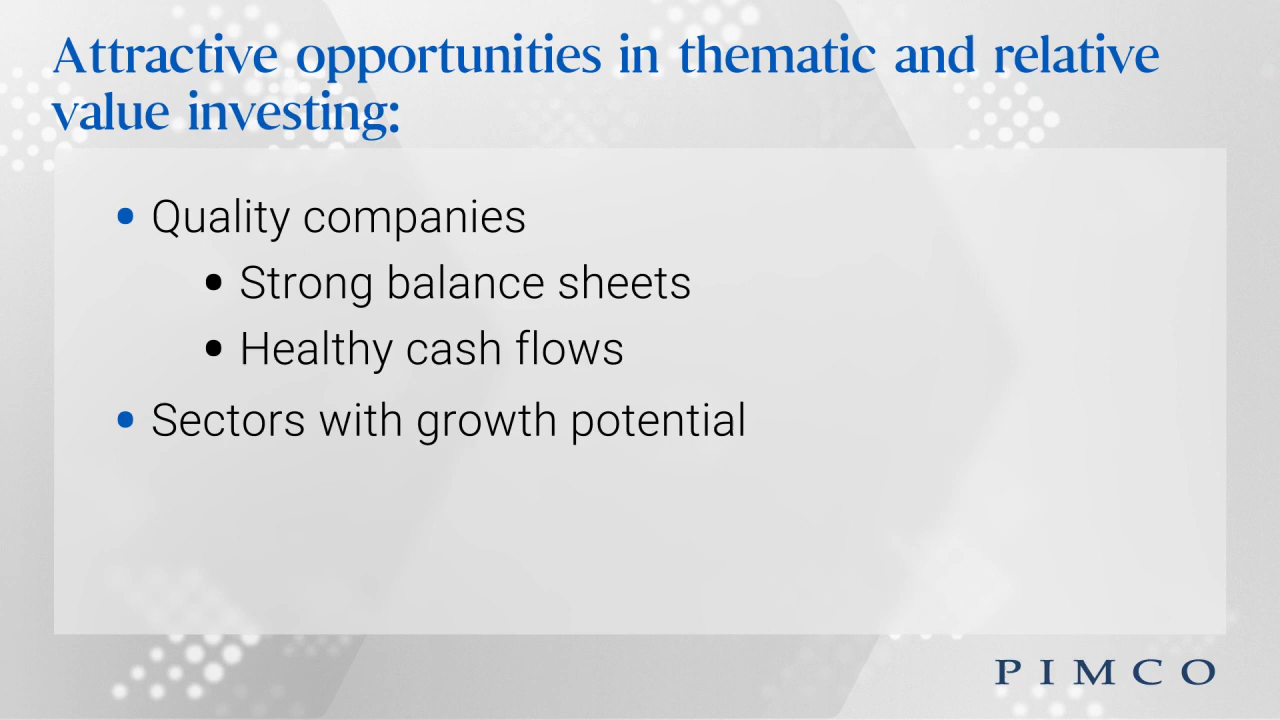 Attractive opportunities in thematic and relative
value investing:
• Quality companies
• Strong balance sheets
• Healthy cash flows
• Sectors with growth potential
PIMCO